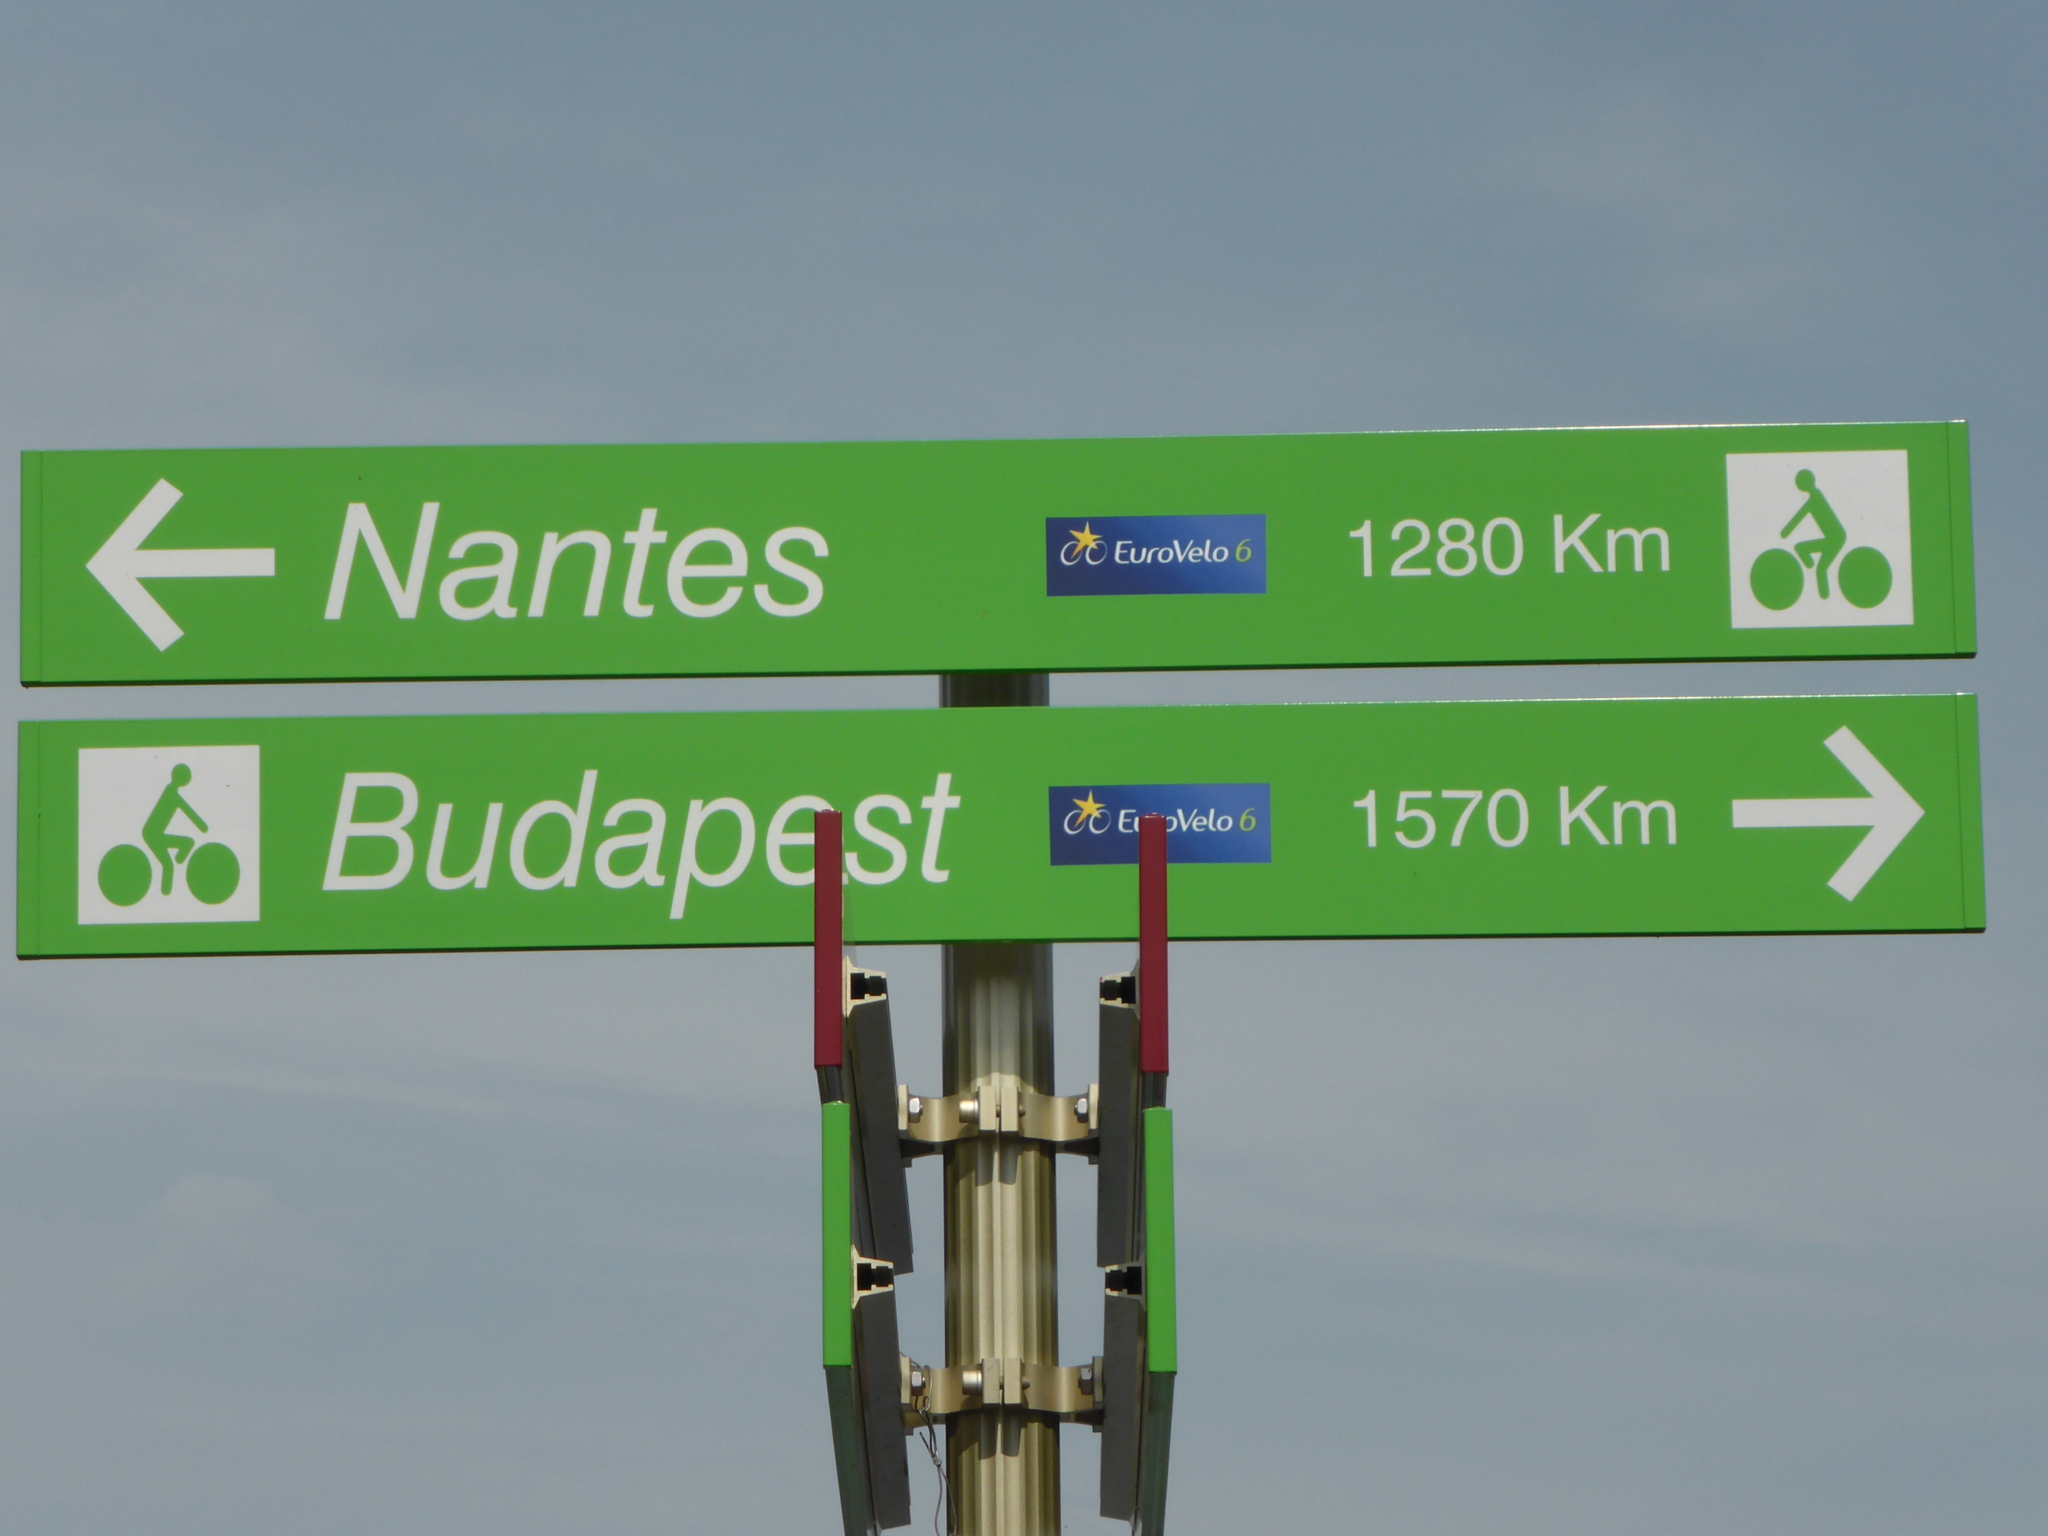 Nantes EuroVelo 6 1280 Km
Budapest EuroVelo 6 1570 Km